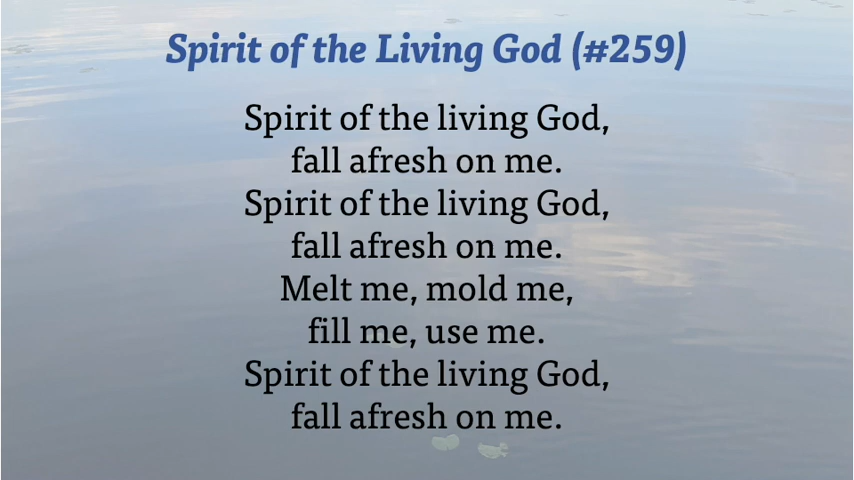 Spirit of the Living God (#259)
Spirit of the living God,
fall afresh on me.
Spirit of the living God,
fall afresh on me.
Melt me, mold me,
fill me, use me.
Spirit of the living God,
fall afresh on me.